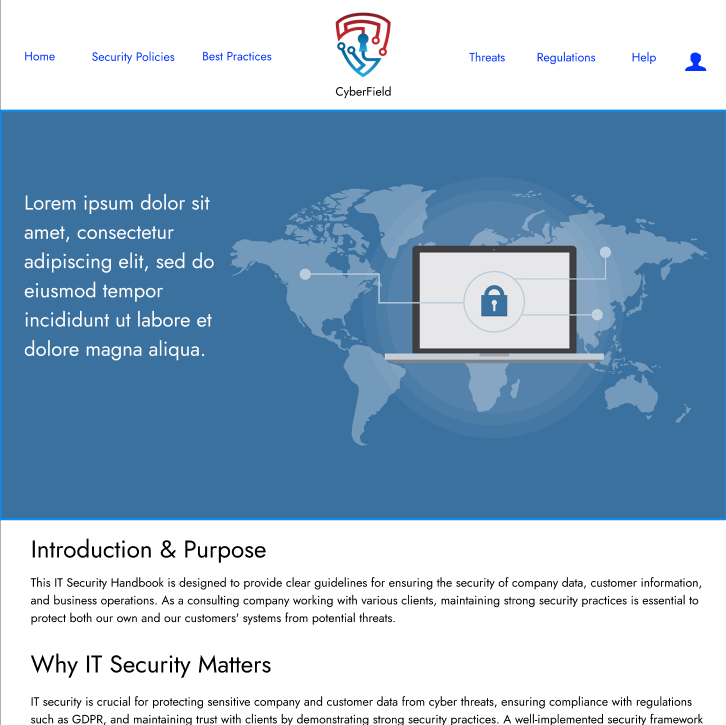 Home
Security Policies
Best Practices
CyberField
Threats
Regulations
Help
Lorem ipsum dolor sit
amet, consectetur
adipiscing elit, sed do
eiusmod tempor
incididunt ut labore et
dolore magna aliqua.
Introduction & Purpose
This IT Security Handbook is designed to provide clear guidelines for ensuring the security of company data, customer information,
and business operations. As a consulting company working with various clients, maintaining strong security practices is essential to
protect both our own and our customers' systems from potential threats.
Why IT Security Matters
IT security is crucial for protecting sensitive company and customer data from cyber threats, ensuring compliance with regulations
such as GDPR, and maintaining trust with clients by demonstrating strong security practices. A well-implemented security framework